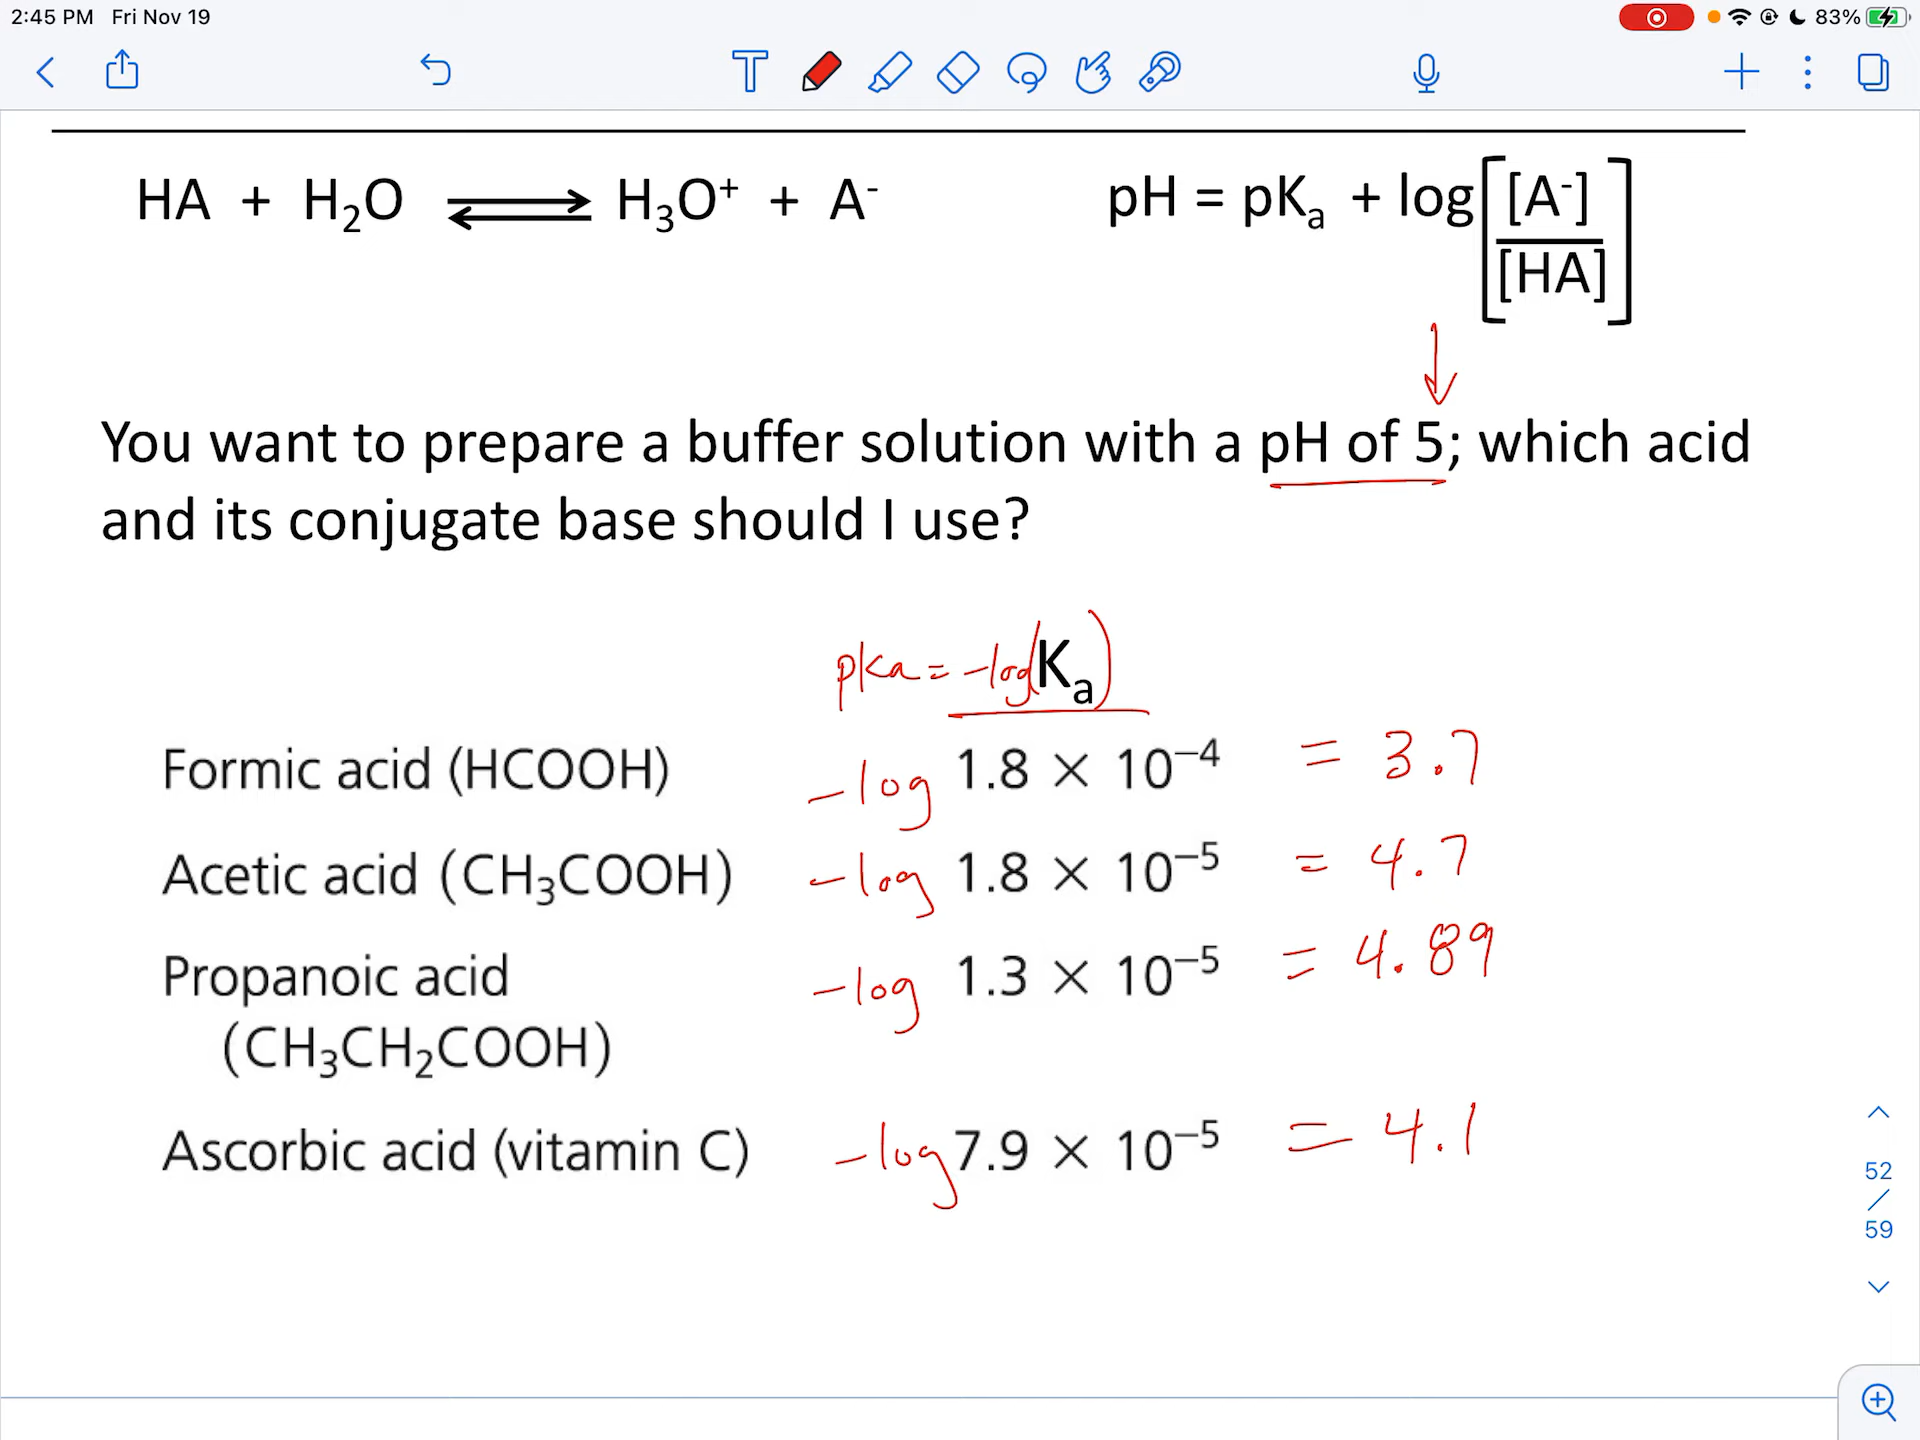 2:45 PM Fri Nov 19 83%
T
HA + H₂O ⇌ H₃O⁺ + A⁻
pH = pKₐ + log[[A⁻]/[HA]]
↓
You want to prepare a buffer solution with a pH of 5; which acid
and its conjugate base should I use?
pKa = -log(Kₐ)
Formic acid (HCOOH) -log 1.8 × 10⁻⁴ = 3.7
Acetic acid (CH₃COOH) -log 1.8 × 10⁻⁵ = 4.7
Propanoic acid -log 1.3 × 10⁻⁵ = 4.89
(CH₃CH₂COOH)
Ascorbic acid (vitamin C) -log 7.9 × 10⁻⁵ = 4.1
52
/
59